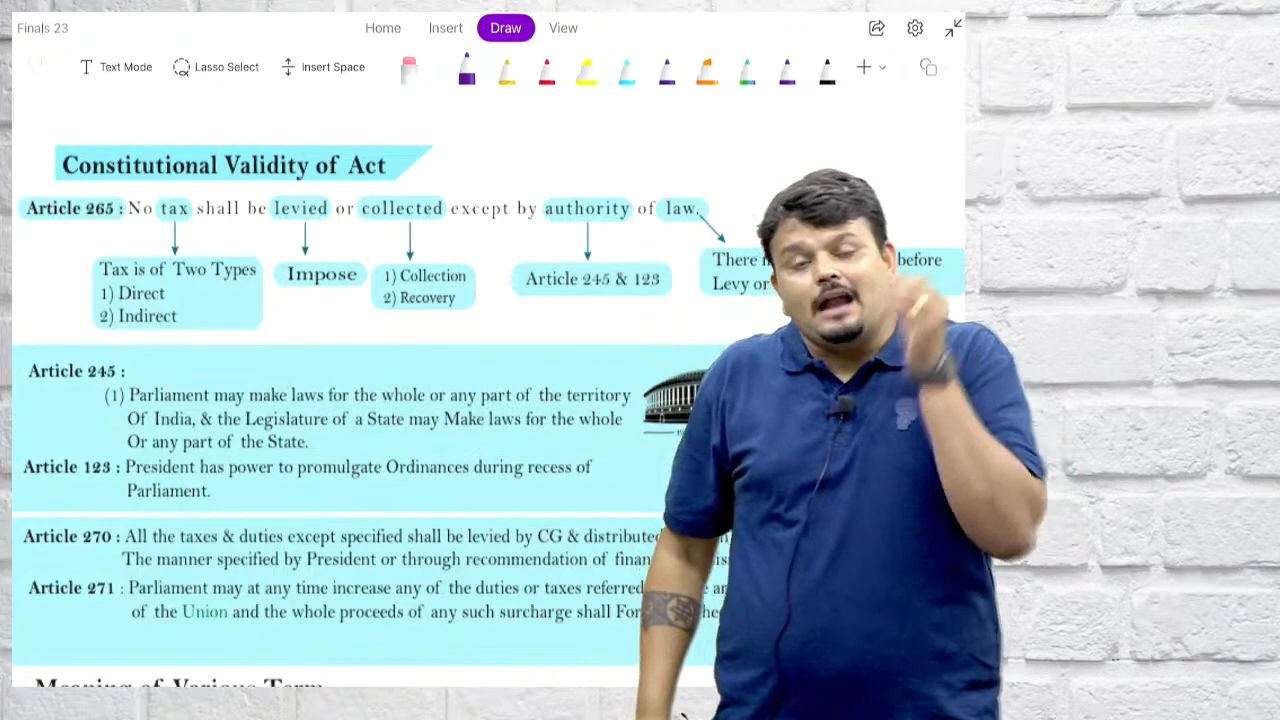 Finals 23
Home Insert Draw View
Text Mode Lasso Select Insert Space
Constitutional Validity of Act
Article 265 : No tax shall be levied or collected except by authority of law.
Tax is of Two Types
1) Direct
2) Indirect
Impose
1) Collection
2) Recovery
Article 245 & 123
There before
Levy or
Article 245 :
(1) Parliament may make laws for the whole or any part of the territory
Of India, & the Legislature of a State may Make laws for the whole
Or any part of the State.
Article 123 : President has power to promulgate Ordinances during recess of
Parliament.
Article 270 : All the taxes & duties except specified shall be levied by CG & distributed
The manner specified by President or through recommendation of
Article 271 : Parliament may at any time increase any of the duties or taxes referred
of the Union and the whole proceeds of any such surcharge shall
Meaning of Various Term